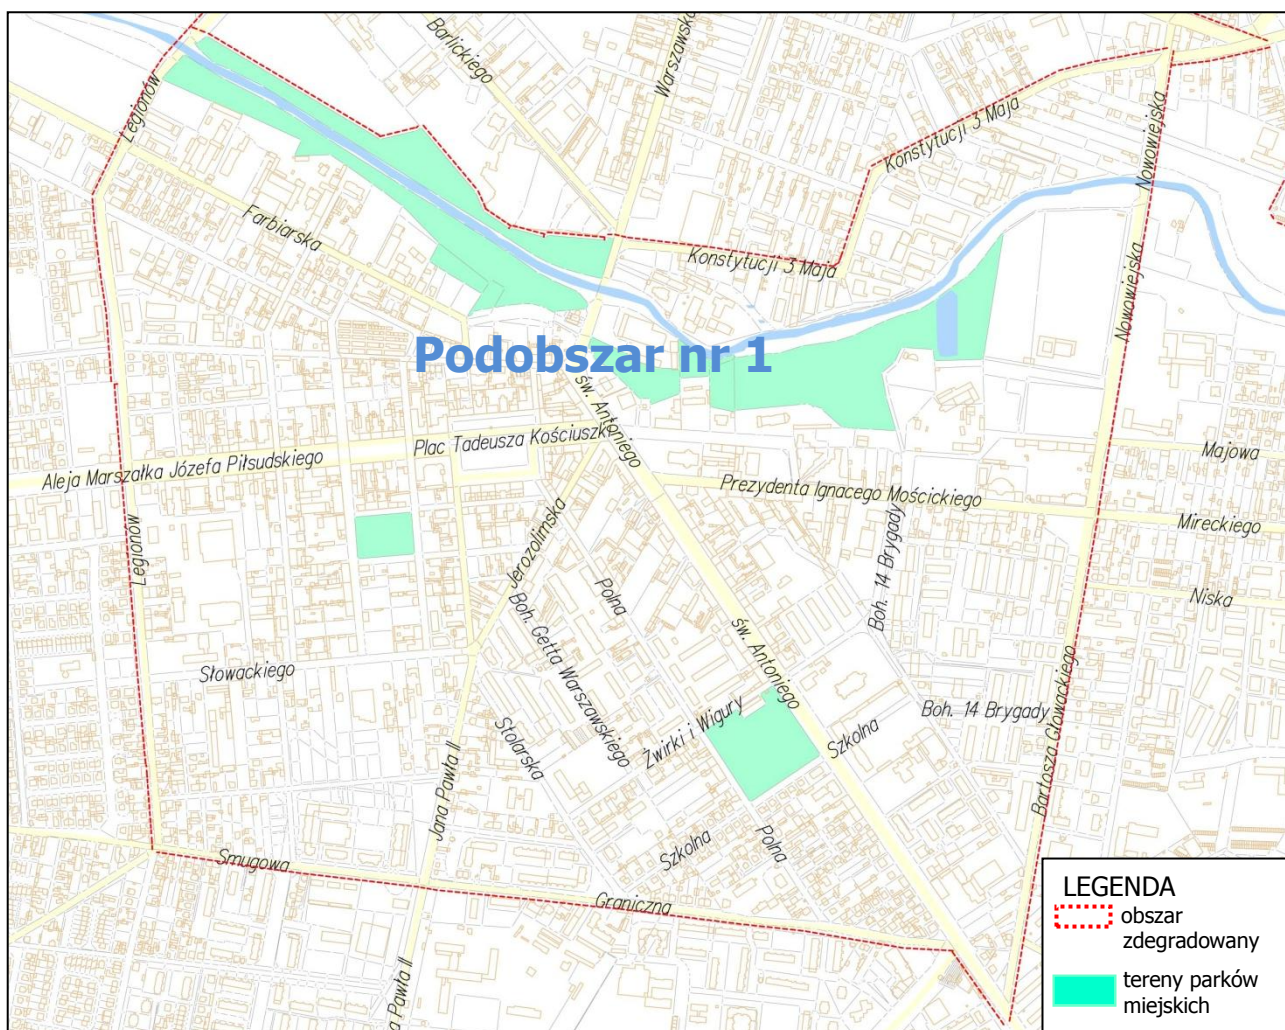 Barlickiego
Warszawska
Legionów
Konstytucji 3 Maja
Nowowiejska
Farbiarska
Konstytucji 3 Maja
Nowowiejska
Podobszar nr 1
św. Antoniego
Plac Tadeusza Kościuszki
Majowa
Aleja Marszałka Józefa Piłsudskiego
Prezydenta Ignacego Mościckiego
Mireckiego
Legionów
Jerozolimska
Boh. 14 Brygady
Polna
Niska
Boh. Getta Warszawskiego
św. Antoniego
Słowackiego
Boh. 14 Brygady
Bartosza Głowackiego
Stolarska
Żwirki i Wigury
Szkolna
Jana Pawła II
Szkolna
Polna
Smugowa
Graniczna
a Pawła II
LEGENDA
obszar
zdegradowany
tereny parków
miejskich